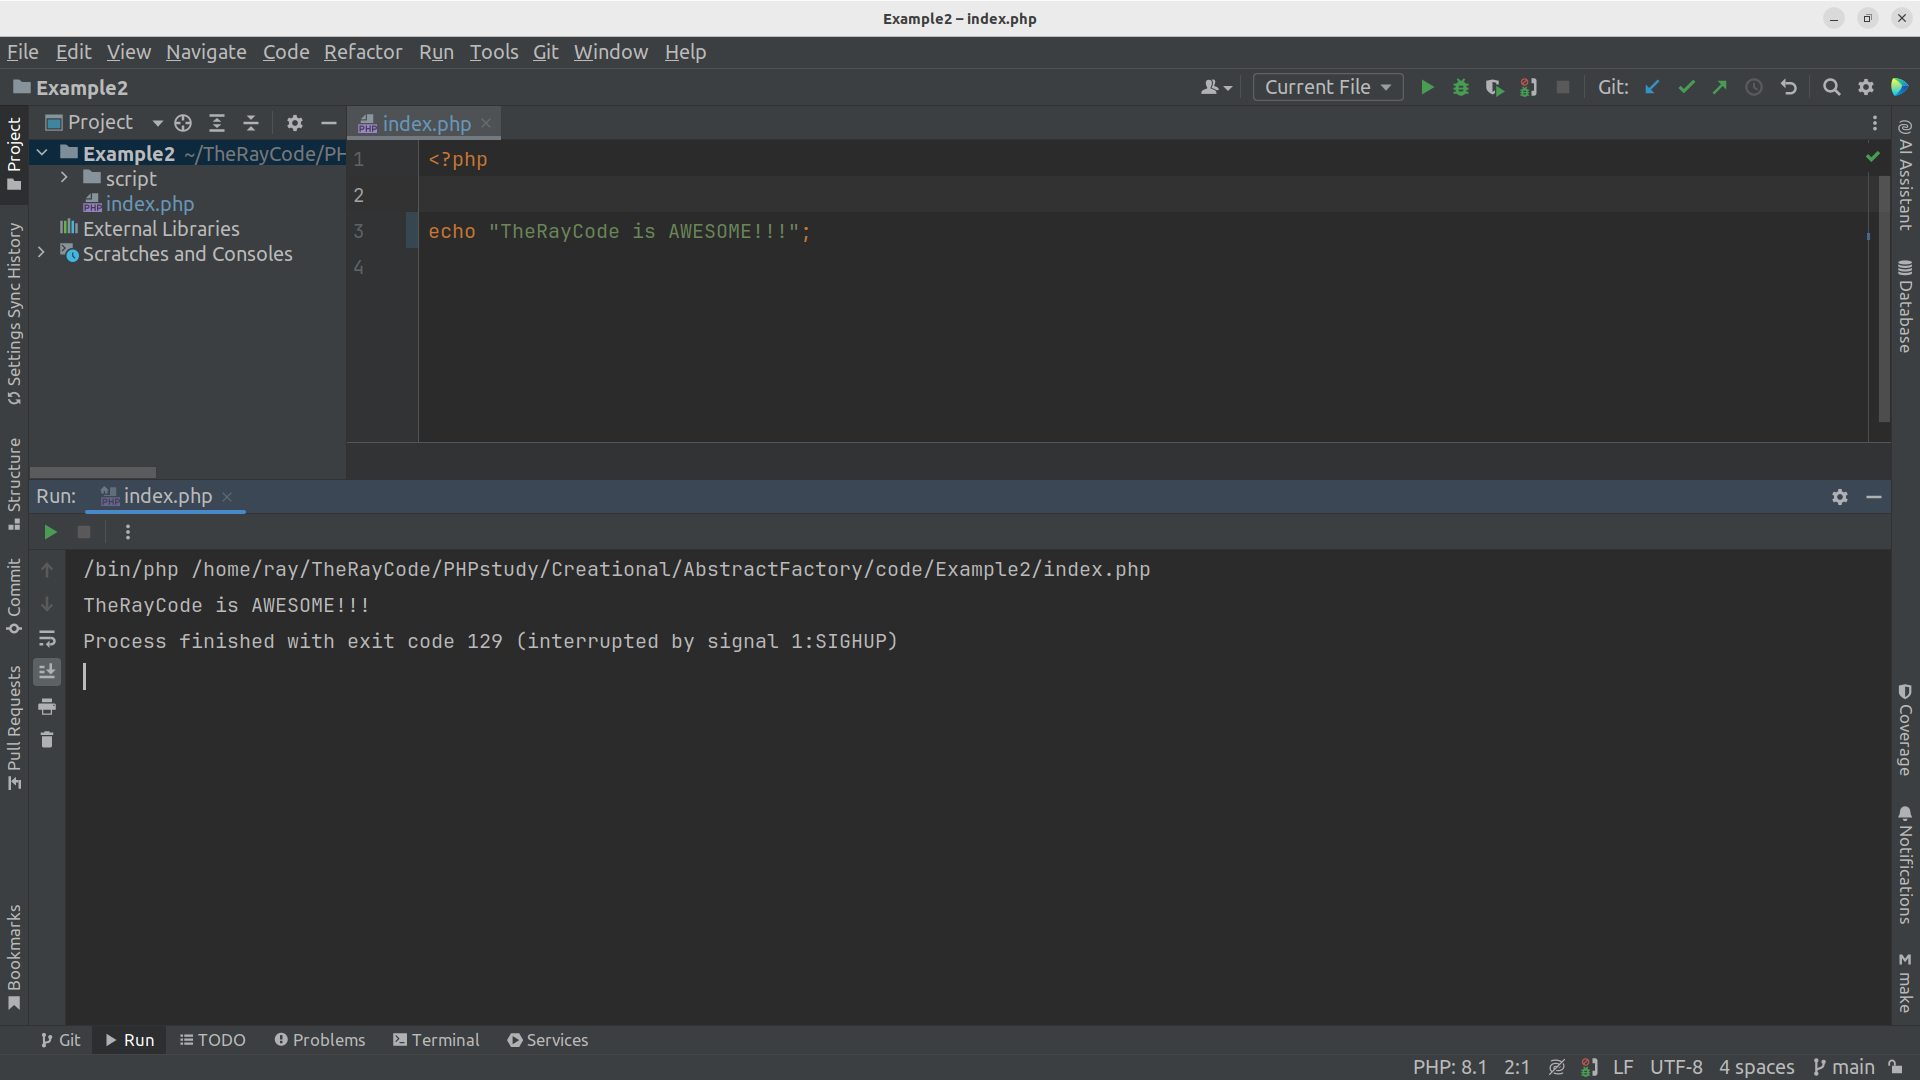 Example2 – index.php
File Edit View Navigate Code Refactor Run Tools Git Window Help
Example2
Current File
Git:
Project
index.php
Example2 ~/TheRayCode/PH
script
index.php
External Libraries
Scratches and Consoles
1 <?php
2
3 echo "TheRayCode is AWESOME!!!";
4
Project
Settings Sync History
Structure
Commit
Pull Requests
Bookmarks
AI Assistant
Database
Coverage
Notifications
make
Run: index.php
/bin/php /home/ray/TheRayCode/PHPstudy/Creational/AbstractFactory/code/Example2/index.php
TheRayCode is AWESOME!!!
Process finished with exit code 129 (interrupted by signal 1:SIGHUP)
Git Run TODO Problems Terminal Services
PHP: 8.1 2:1 LF UTF-8 4 spaces main